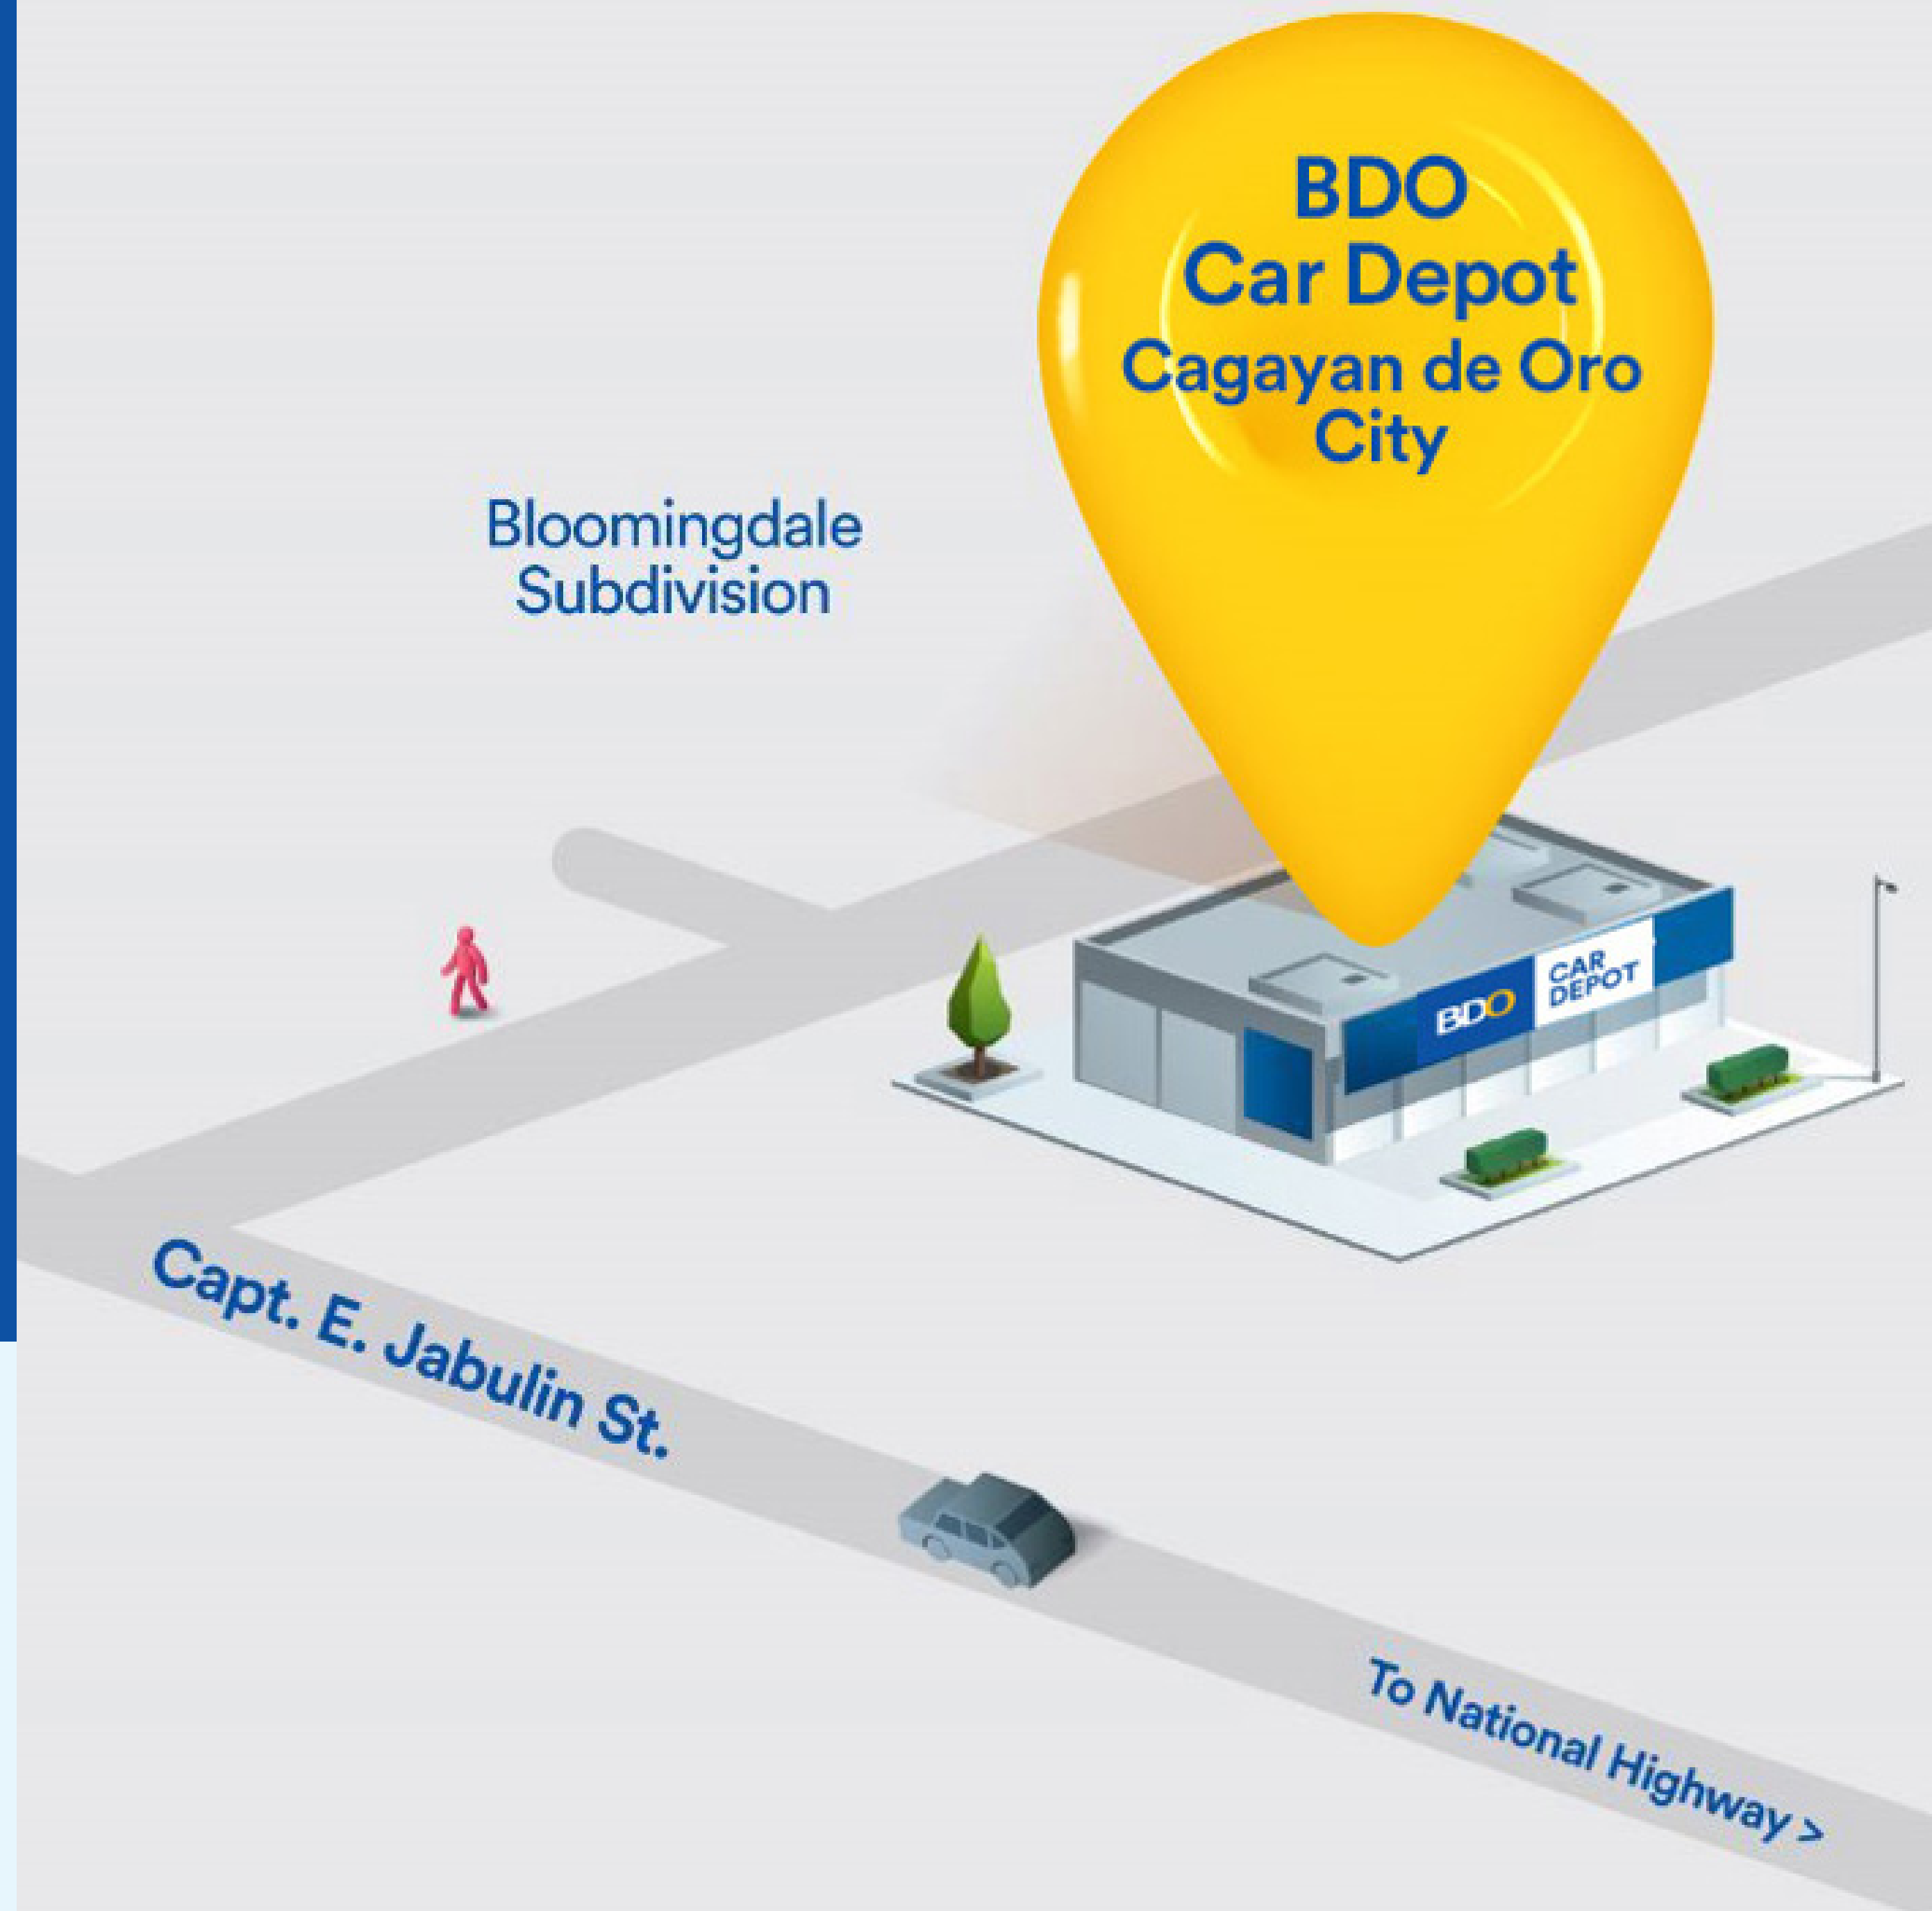 BDO
Car Depot
Cagayan de Oro
City
Bloomingdale
Subdivision
BDO
CAR
DEPOT
Capt. E. Jabulin St.
To National Highway >